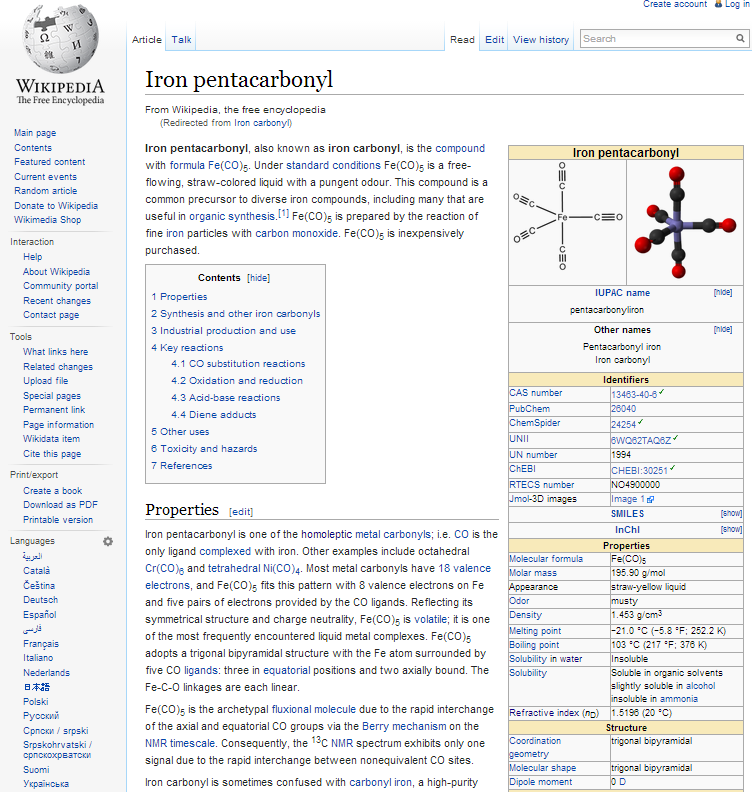 Create account Log in
Article Talk Read Edit View history Search
WIKIPEDIA
The Free Encyclopedia
Main page
Contents
Featured content
Current events
Random article
Donate to Wikipedia
Wikimedia Shop
Interaction
Help
About Wikipedia
Community portal
Recent changes
Contact page
Tools
What links here
Related changes
Upload file
Special pages
Permanent link
Page information
Wikidata item
Cite this page
Print/export
Create a book
Download as PDF
Printable version
Languages
العربية
Català
Čeština
Deutsch
Español
فارسی
Français
Italiano
Nederlands
日本語
Polski
Русский
Српски / srpski
Srpskohrvatski /
српскохрватски
Suomi
Українська
Iron pentacarbonyl
From Wikipedia, the free encyclopedia
(Redirected from Iron carbonyl)
Iron pentacarbonyl, also known as iron carbonyl, is the compound
with formula Fe(CO)5. Under standard conditions Fe(CO)5 is a free-
flowing, straw-colored liquid with a pungent odour. This compound is a
common precursor to diverse iron compounds, including many that are
useful in organic synthesis.[1] Fe(CO)5 is prepared by the reaction of
fine iron particles with carbon monoxide. Fe(CO)5 is inexpensively
purchased.
Contents [hide]
1 Properties
2 Synthesis and other iron carbonyls
3 Industrial production and use
4 Key reactions
4.1 CO substitution reactions
4.2 Oxidation and reduction
4.3 Acid-base reactions
4.4 Diene adducts
5 Other uses
6 Toxicity and hazards
7 References
Properties [edit]
Iron pentacarbonyl is one of the homoleptic metal carbonyls; i.e. CO is the
only ligand complexed with iron. Other examples include octahedral
Cr(CO)6 and tetrahedral Ni(CO)4. Most metal carbonyls have 18 valence
electrons, and Fe(CO)5 fits this pattern with 8 valence electrons on Fe
and five pairs of electrons provided by the CO ligands. Reflecting its
symmetrical structure and charge neutrality, Fe(CO)5 is volatile; it is one
of the most frequently encountered liquid metal complexes. Fe(CO)5
adopts a trigonal bipyramidal structure with the Fe atom surrounded by
five CO ligands: three in equatorial positions and two axially bound. The
Fe-C-O linkages are each linear.
Fe(CO)5 is the archetypal fluxional molecule due to the rapid interchange
of the axial and equatorial CO groups via the Berry mechanism on the
NMR timescale. Consequently, the 13C NMR spectrum exhibits only one
signal due to the rapid interchange between nonequivalent CO sites.
Iron carbonyl is sometimes confused with carbonyl iron, a high-purity
Iron pentacarbonyl
O
C
O C
Fe C O
O C
C
O
IUPAC name [hide]
pentacarbonyliron
Other names [hide]
Pentacarbonyl iron
Iron carbonyl
Identifiers
CAS number 13463-40-6 ✓
PubChem 26040
ChemSpider 24254 ✓
UNII 6WQ62TAQ6Z ✓
UN number 1994
ChEBI CHEBI:30251 ✓
RTECS number NO4900000
Jmol-3D images Image 1
SMILES [show]
InChI [show]
Properties
Molecular formula Fe(CO)5
Molar mass 195.90 g/mol
Appearance straw-yellow liquid
Odor musty
Density 1.453 g/cm3
Melting point −21.0 °C (−5.8 °F; 252.2 K)
Boiling point 103 °C (217 °F; 376 K)
Solubility in water Insoluble
Solubility Soluble in organic solvents
slightly soluble in alcohol
insoluble in ammonia
Refractive index (nD) 1.5196 (20 °C)
Structure
Coordination trigonal bipyramidal
geometry
Molecular shape trigonal bipyramidal
Dipole moment 0 D